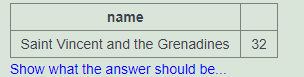 name
Saint Vincent and the Grenadines 32
Show what the answer should be...